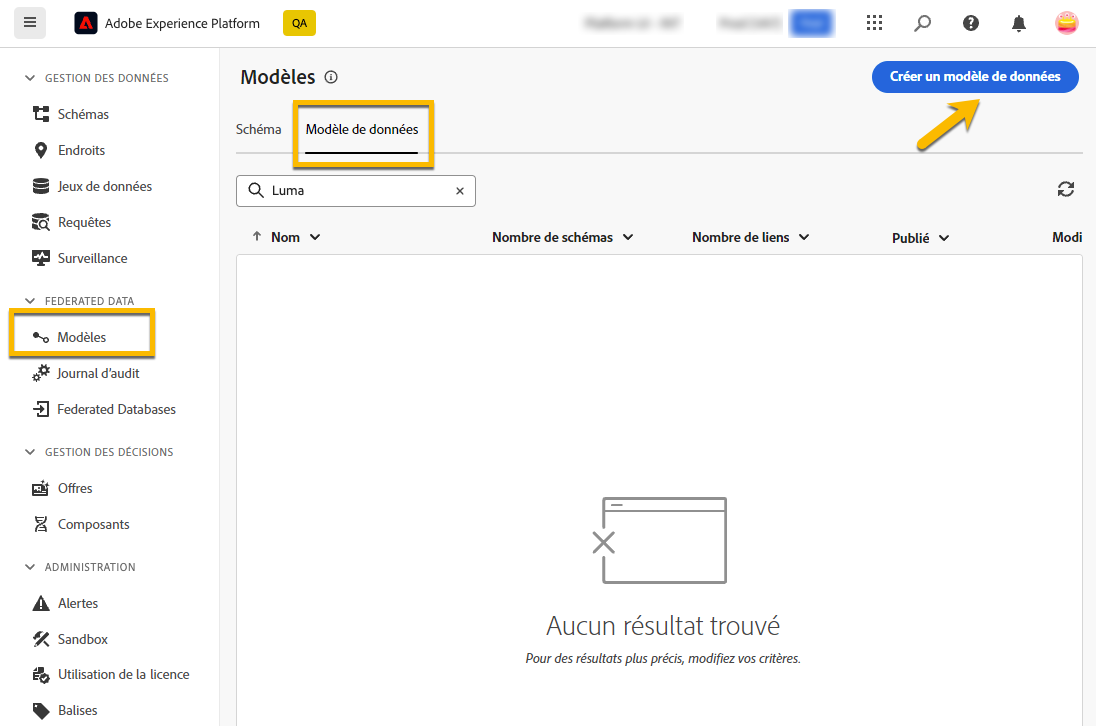 Adobe Experience Platform
QA
GESTION DES DONNÉES
Schémas
Endroits
Jeux de données
Requêtes
Surveillance
FEDERATED DATA
Modèles
Journal d'audit
Federated Databases
GESTION DES DÉCISIONS
Offres
Composants
ADMINISTRATION
Alertes
Sandbox
Utilisation de la licence
Balises
Modèles
Créer un modèle de données
Schéma
Modèle de données
Luma
Nom
Nombre de schémas
Nombre de liens
Publié
Modi
Aucun résultat trouvé
Pour des résultats plus précis, modifiez vos critères.